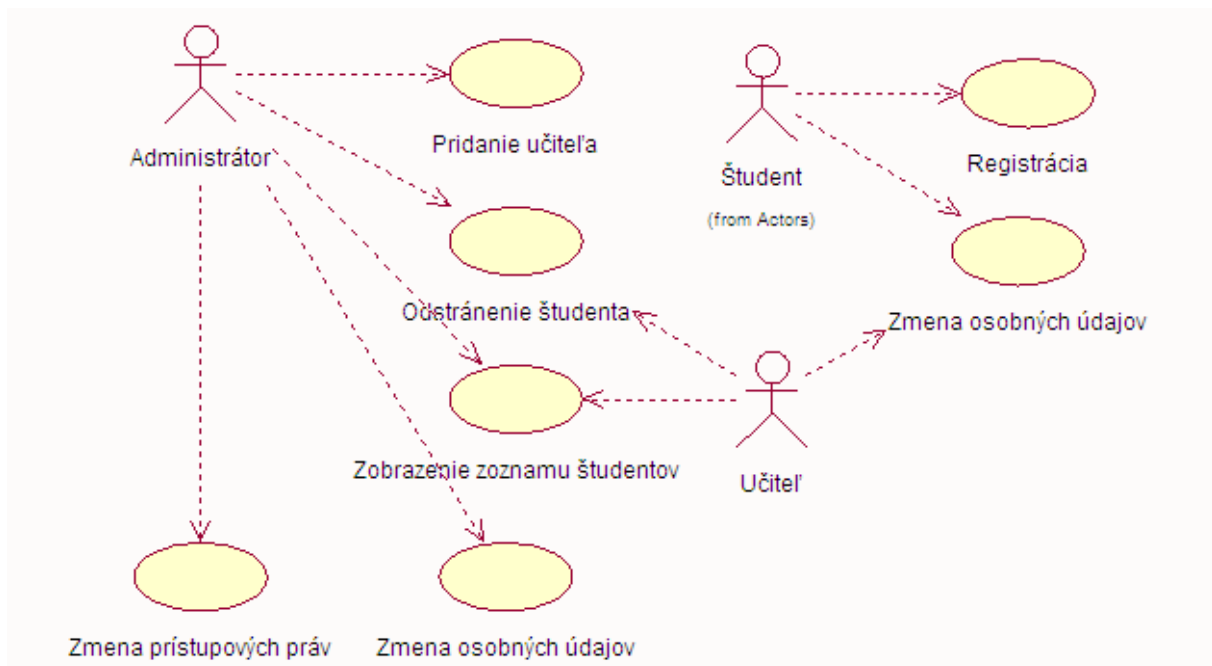 Administrátor
Pridanie učiteľa
Študent
(from Actors)
Registrácia
Odstránenie študenta
Zmena osobných údajov
Zobrazenie zoznamu študentov
Učiteľ
Zmena prístupových práv
Zmena osobných údajov